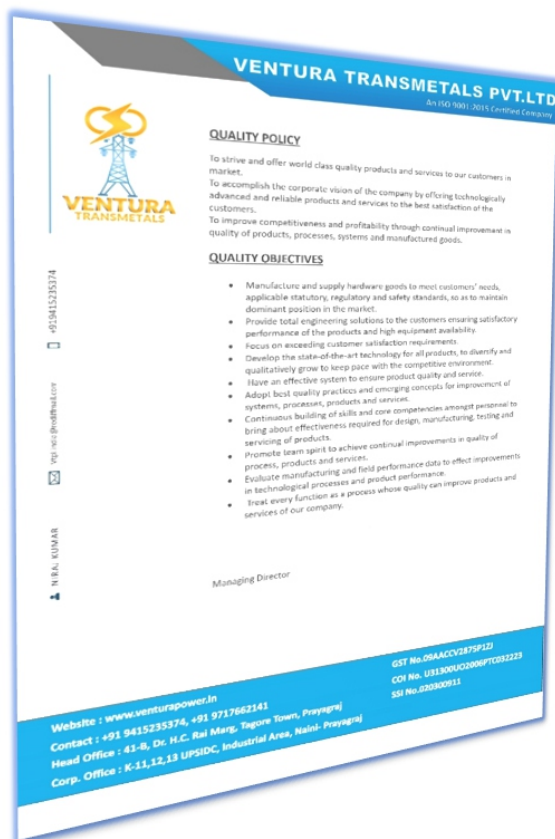 VENTURA TRANSMETALS PVT.LTD
An ISO 9001:2015 Certified Company
VENTURA
TRANSMETALS
QUALITY POLICY
To strive and offer world class quality products and services to our customers in
market.
To accomplish the corporate vision of the company by offering technologically
advanced and reliable products and services to the best satisfaction of the
customers.
To improve competitiveness and profitability through continual improvement in
quality of products, processes, systems and manufactured goods.
QUALITY OBJECTIVES
• Manufacture and supply hardware goods to meet customers' needs,
applicable statutory, regulatory and safety standards, so as to maintain
dominant position in the market.
• Provide total engineering solutions to the customers ensuring satisfactory
performance of the products and high equipment availability.
• Focus on exceeding customer satisfaction requirements.
• Develop the state-of-the-art technology for all products, to diversify and
qualitatively grow to keep pace with the competitive environment.
• Have an effective system to ensure product quality and service.
• Adopt best quality practices and emerging concepts for improvement of
systems, processes, products and services.
• Continuous building of skills and core competencies amongst personnel to
bring about effectiveness required for design, manufacturing, testing and
servicing of products.
• Promote team spirit to achieve continual improvements in quality of
process, products and services.
• Evaluate manufacturing and field performance data to effect improvements
in technological processes and product performance.
• Treat every function as a process whose quality can improve products and
services of our company.
Managing Director
+919415235374
NIRAJ KUMAR
Website : www.venturapower.in
Contact : +91 9415235374, +91 9717662141
Head Office : 41-B, Dr. H.C. Rai Marg, Tagore Town, Prayagraj
Corp. Office : K-11,12,13 UPSIDC, Industrial Area, Naini- Prayagraj
GST No.09AACCV2875P1ZJ
COI No. U31300UO2006PTC032223
SSI No.020300911